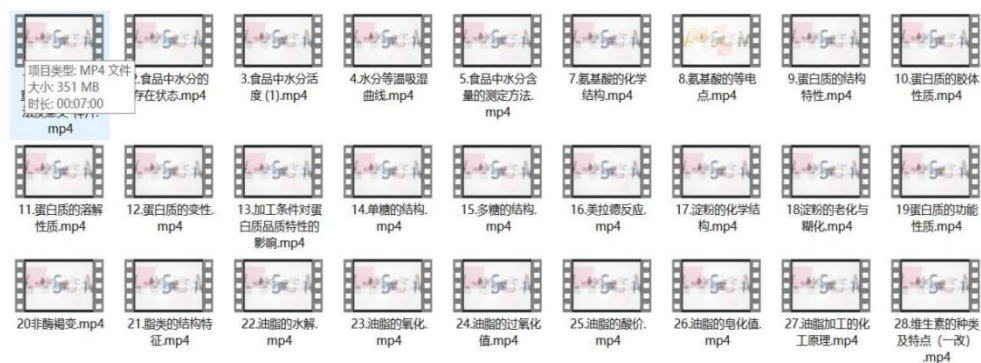 项目类型: MP4 文件
大小: 351 MB
时长: 00:07:00
mp4
2.食品中水分的
存在状态.mp4
3.食品中水分活
度 (1).mp4
4.水分等温吸湿
曲线.mp4
5.食品中水分含
量的测定方法.
mp4
7.氨基酸的化学
结构.mp4
8.氨基酸的等电
点.mp4
9.蛋白质的结构
特性.mp4
10.蛋白质的胶体
性质.mp4
11.蛋白质的溶解
性质.mp4
12.蛋白质的变性.
mp4
13.加工条件对蛋
白质品质特性的
影响.mp4
14.单糖的结构.
mp4
15.多糖的结构.
mp4
16.美拉德反应.
mp4
17.淀粉的化学结
构.mp4
18淀粉的老化与
糊化.mp4
19蛋白质的功能
性质.mp4
20非酶褐变.mp4
21.脂类的结构特
征.mp4
22.油脂的水解.
mp4
23.油脂的氧化.
mp4
24.油脂的过氧化
值.mp4
25.油脂的酸价.
mp4
26.油脂的皂化值.
mp4
27.油脂加工的化
工原理.mp4
28.维生素的种类
及特点（一改）
.mp4